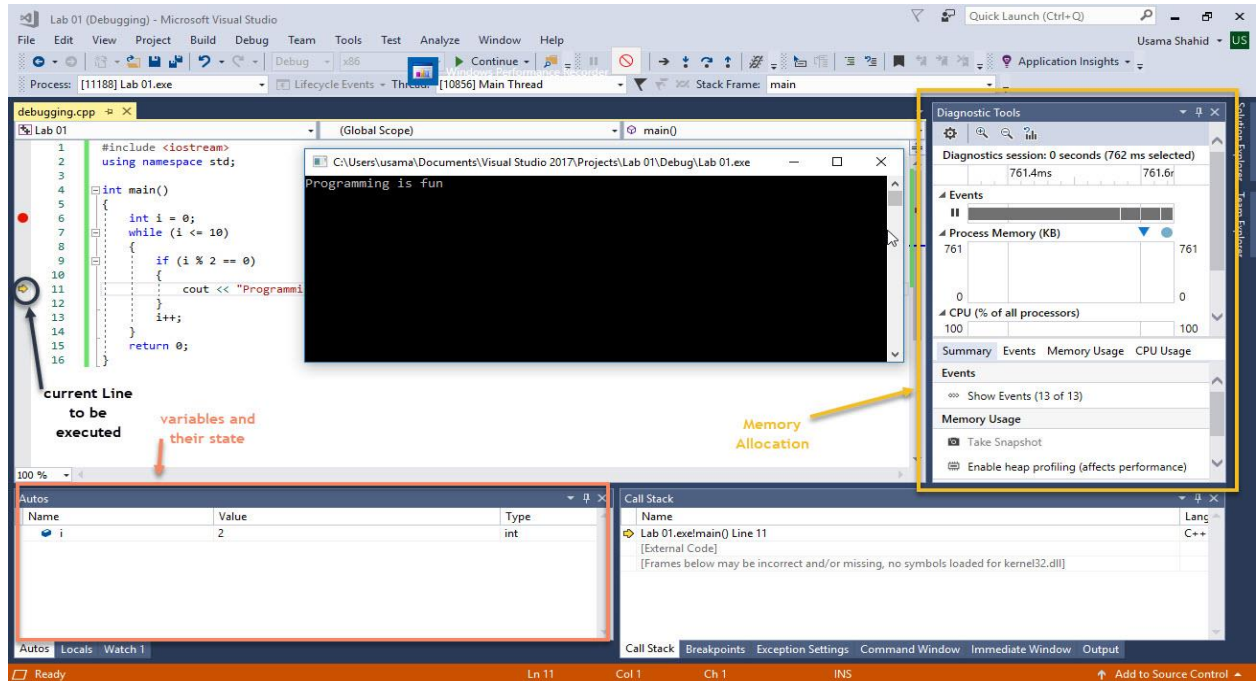 Lab 01 (Debugging) - Microsoft Visual Studio
Quick Launch (Ctrl+Q)
File Edit View Project Build Debug Team Tools Test Analyze Window Help
Usama Shahid US
Debug x86 Continue Application Insights
Windows Performance Recorder
Process: [11188] Lab 01.exe Lifecycle Events Thread: [10856] Main Thread Stack Frame: main
debugging.cpp
Lab 01 (Global Scope) main()
1 #include <iostream>
2 using namespace std;
3
4 int main()
5 {
6 int i = 0;
7 while (i <= 10)
8 {
9 if (i % 2 == 0)
10 {
11 cout << "Programmi
12 }
13 i++;
14 }
15 return 0;
16 }
C:\Users\usama\Documents\Visual Studio 2017\Projects\Lab 01\Debug\Lab 01.exe
Programming is fun
current Line
to be
executed
variables and
their state
Memory
Allocation
100 %
Diagnostic Tools
Diagnostics session: 0 seconds (762 ms selected)
761.4ms 761.6r
Events
Process Memory (KB)
761 761
0 0
CPU (% of all processors)
100 100
Summary Events Memory Usage CPU Usage
Events
Show Events (13 of 13)
Memory Usage
Take Snapshot
Enable heap profiling (affects performance)
Solution Explorer
Team Explorer
Autos
Name Value Type
i 2 int
Autos Locals Watch 1
Call Stack
Name Lang
Lab 01.exe!main() Line 11 C++
[External Code]
[Frames below may be incorrect and/or missing, no symbols loaded for kernel32.dll]
Call Stack Breakpoints Exception Settings Command Window Immediate Window Output
Ready Ln 11 Col 1 Ch 1 INS Add to Source Control